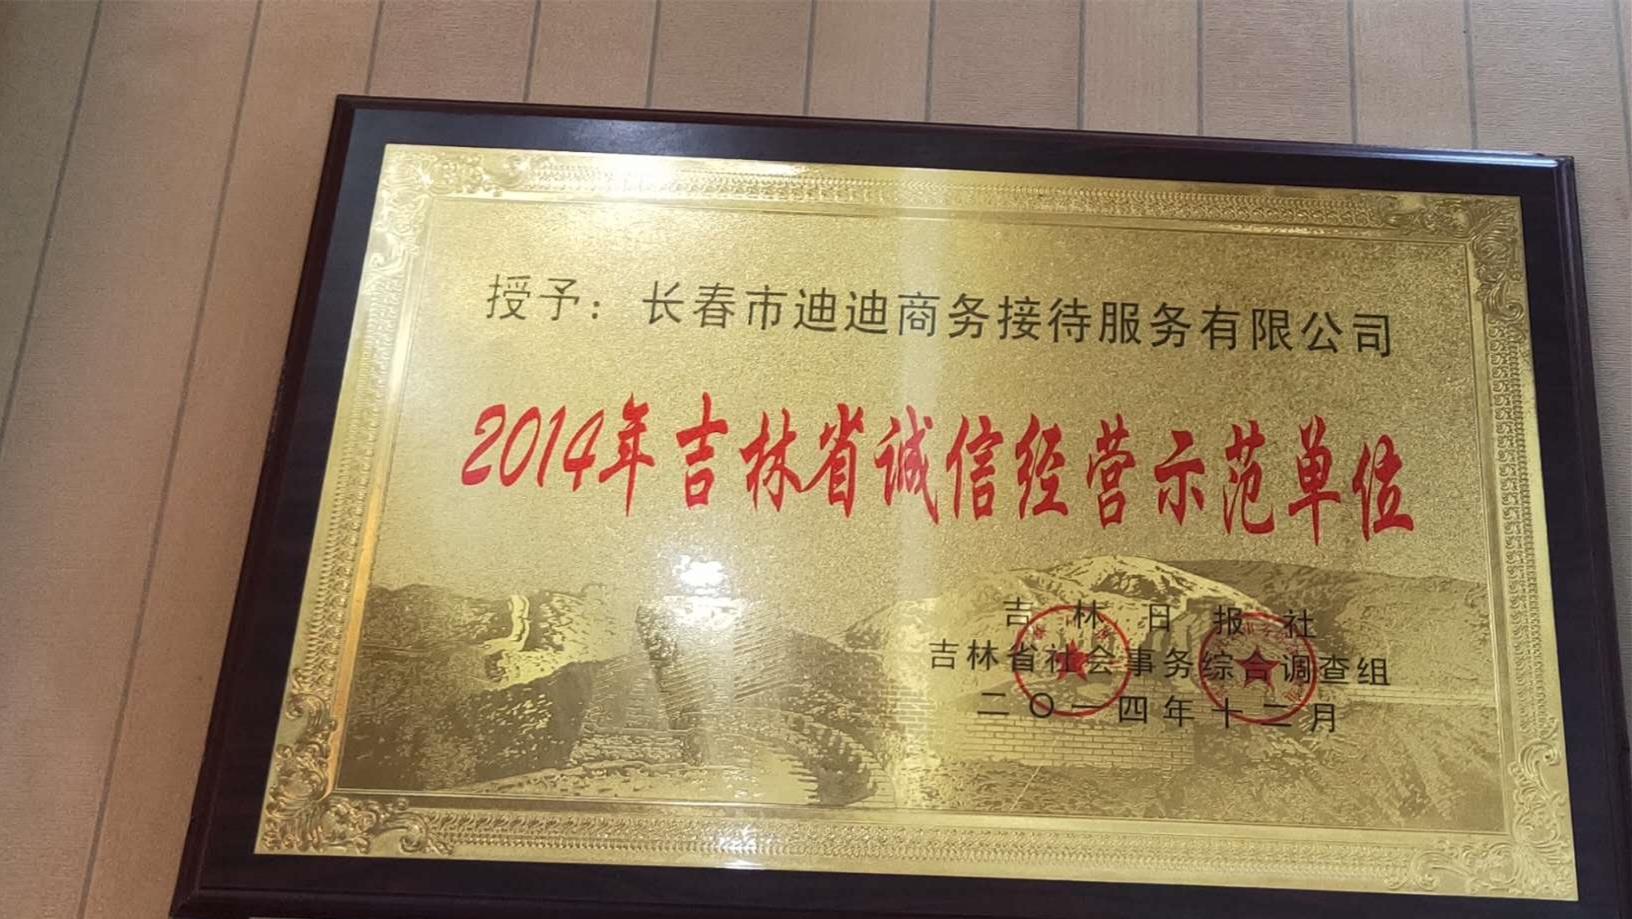 授予：长春市迪迪商务接待服务有限公司
2014年吉林省诚信经营示范单位
吉林日报社
吉林省社会事务综合调查组
二〇一四年十二月